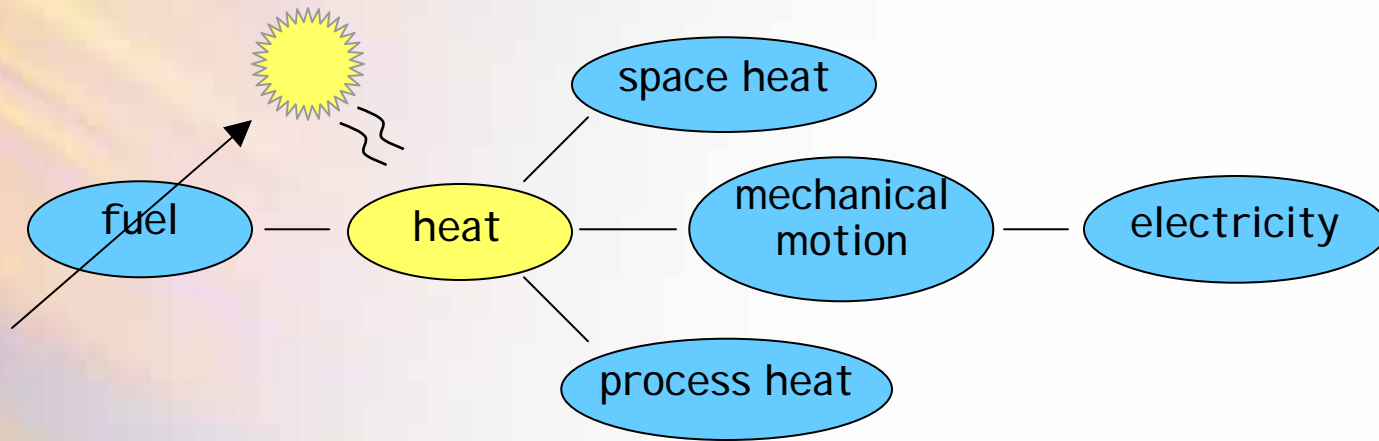 space heat
fuel
heat
mechanical
motion
electricity
process heat